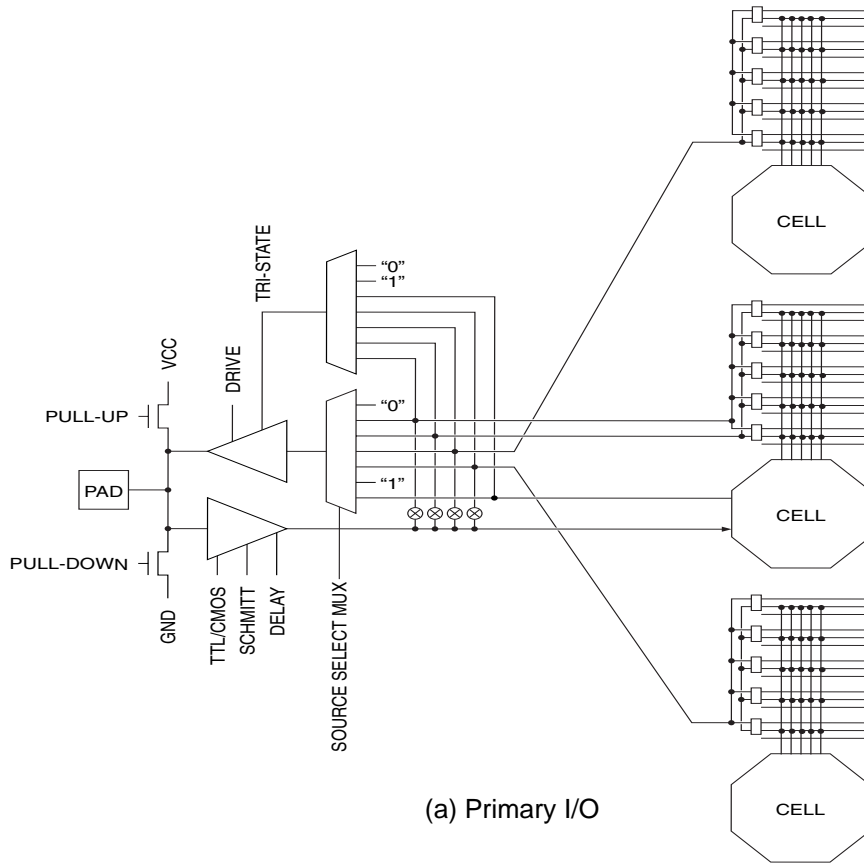 CELL
TRI-STATE
"0"
"1"
VCC
DRIVE
PULL-UP
"0"
PAD
"1"
CELL
PULL-DOWN
GND
TTL/CMOS
SCHMITT
DELAY
SOURCE SELECT MUX
CELL
(a) Primary I/O